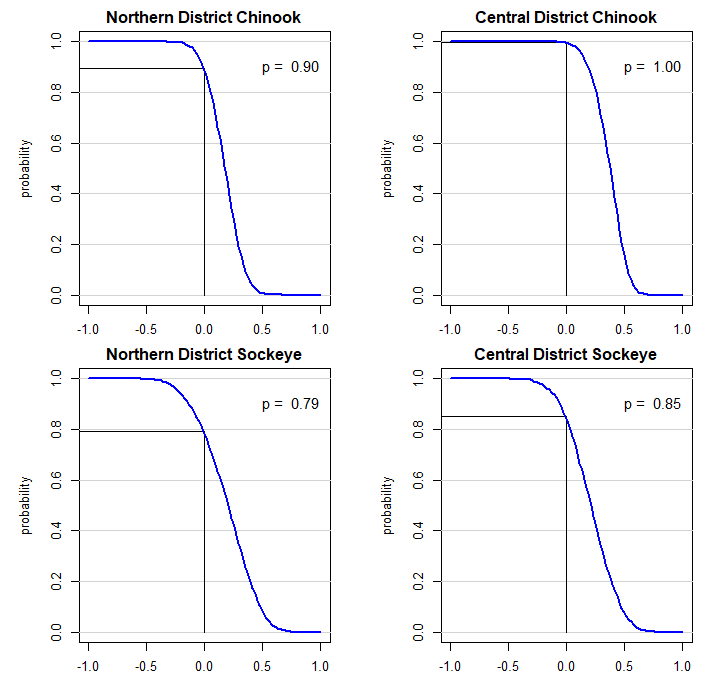 Northern District Chinook
Central District Chinook
p = 0.90
p = 1.00
probability
probability
1.0
0.8
0.6
0.4
0.2
0.0
1.0
0.8
0.6
0.4
0.2
0.0
-1.0 -0.5 0.0 0.5 1.0
-1.0 -0.5 0.0 0.5 1.0
Northern District Sockeye
Central District Sockeye
p = 0.79
p = 0.85
probability
probability
1.0
0.8
0.6
0.4
0.2
0.0
1.0
0.8
0.6
0.4
0.2
0.0
-1.0 -0.5 0.0 0.5 1.0
-1.0 -0.5 0.0 0.5 1.0